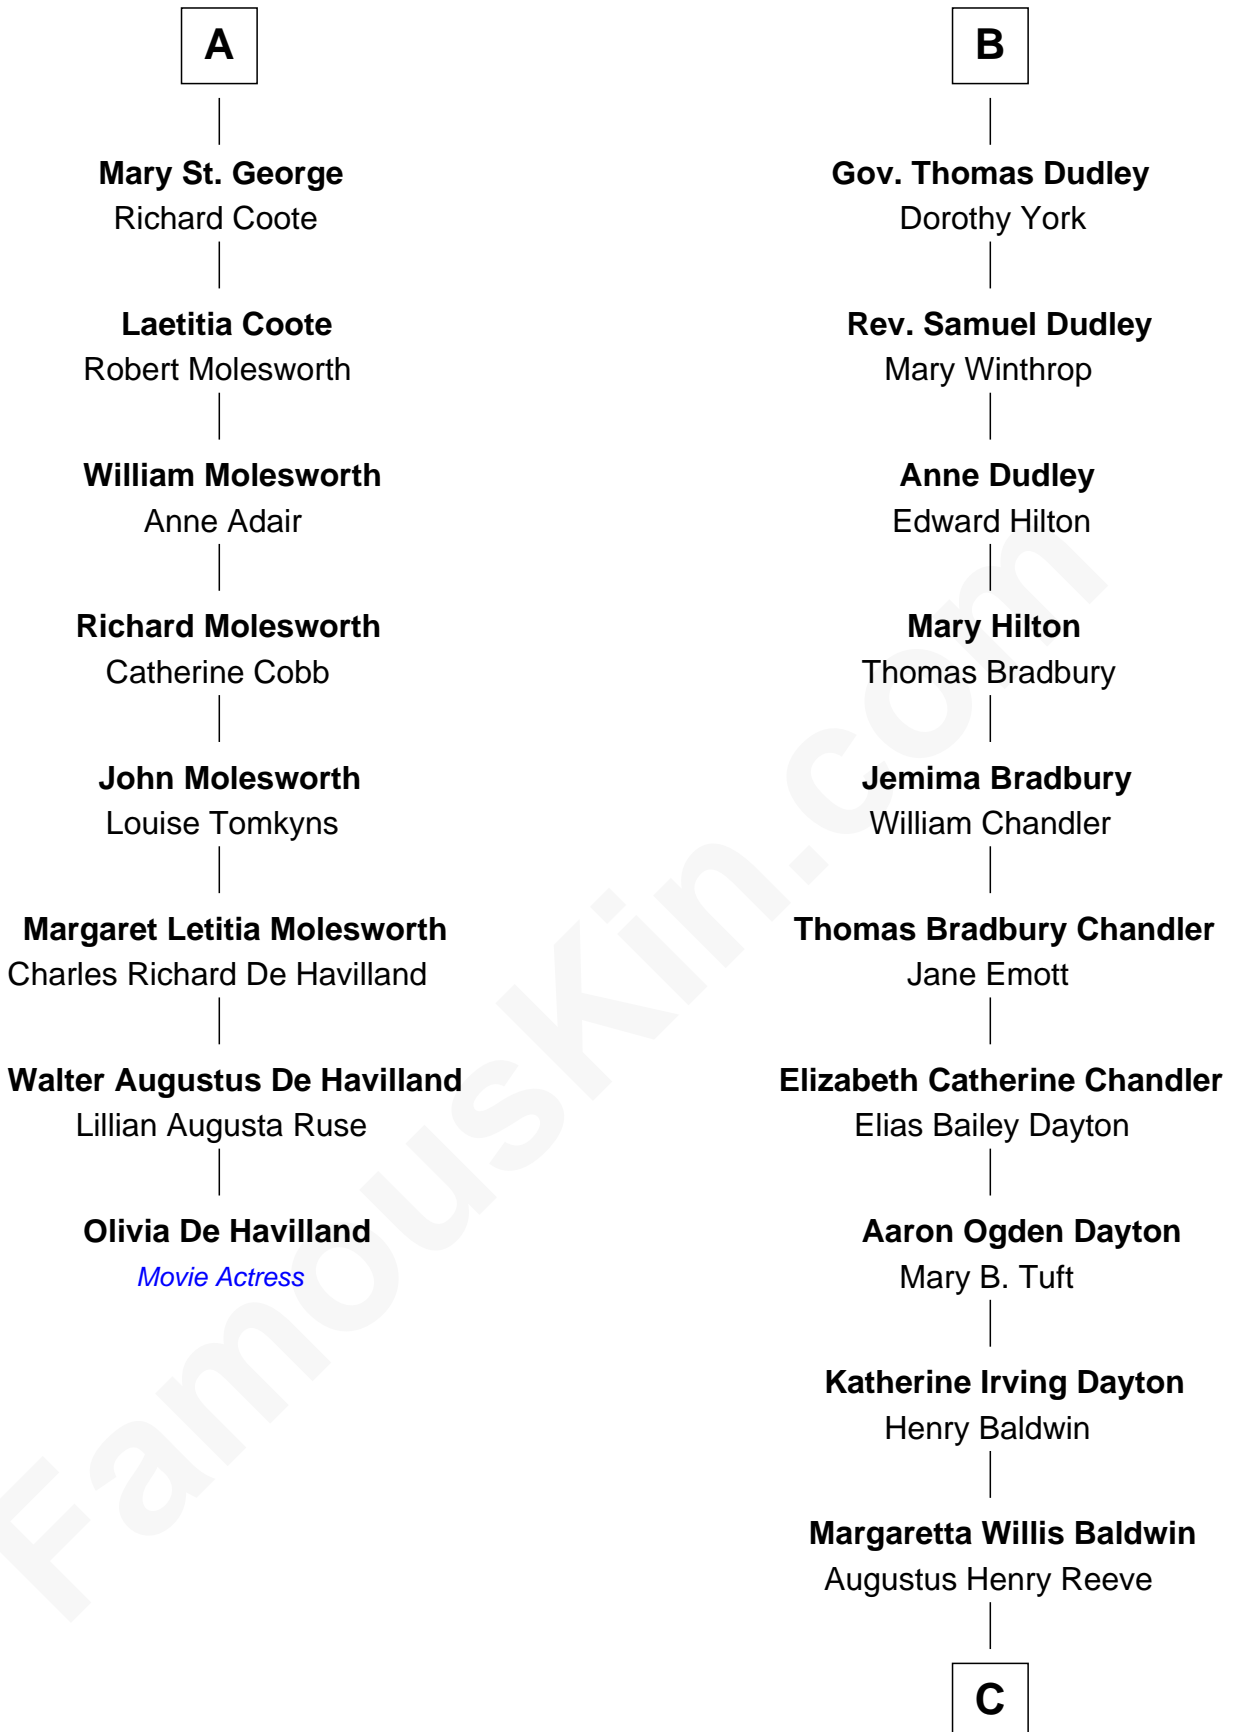 A
Mary St. George
Richard Coote
Laetitia Coote
Robert Molesworth
William Molesworth
Anne Adair
Richard Molesworth
Catherine Cobb
John Molesworth
Louise Tomkyns
Margaret Letitia Molesworth
Charles Richard De Havilland
Walter Augustus De Havilland
Lillian Augusta Ruse
Olivia De Havilland
Movie Actress
B
Gov. Thomas Dudley
Dorothy York
Rev. Samuel Dudley
Mary Winthrop
Anne Dudley
Edward Hilton
Mary Hilton
Thomas Bradbury
Jemima Bradbury
William Chandler
Thomas Bradbury Chandler
Jane Emott
Elizabeth Catherine Chandler
Elias Bailey Dayton
Aaron Ogden Dayton
Mary B. Tuft
Katherine Irving Dayton
Henry Baldwin
Margaretta Willis Baldwin
Augustus Henry Reeve
C
FamousKin.com